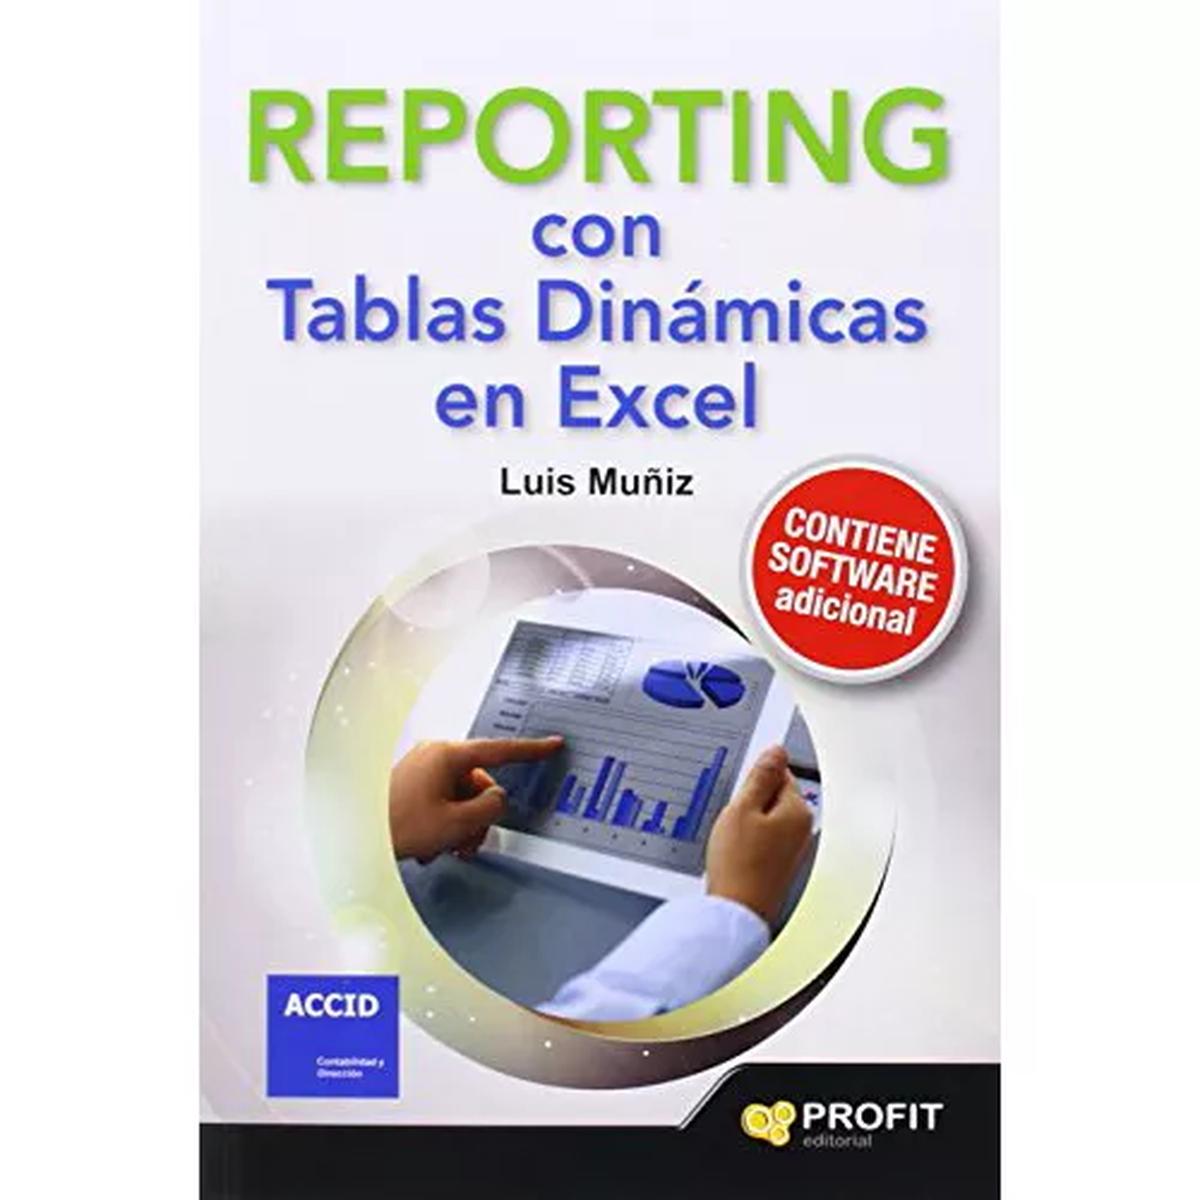 REPORTING
con
Tablas Dinámicas
en Excel
Luis Muñiz
CONTIENE
SOFTWARE
adicional
ACCID
Contabilidad y
Dirección
PROFIT
editorial